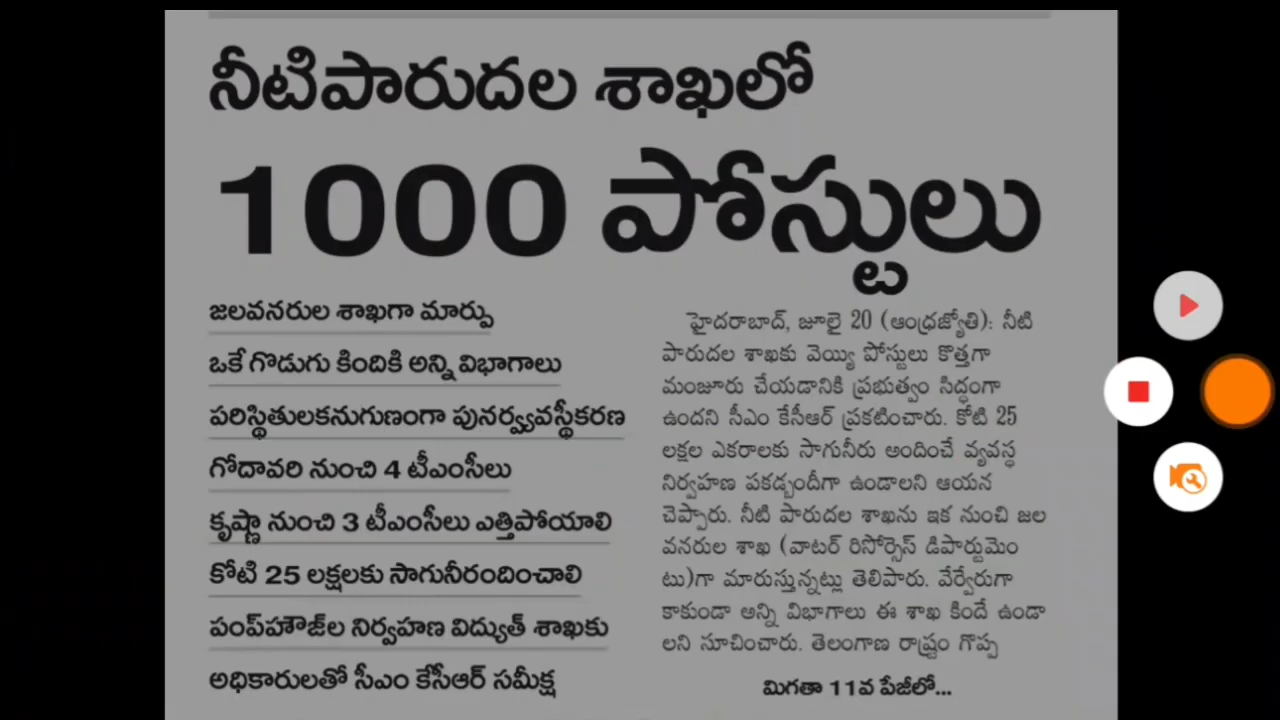 నీటిపారుదల శాఖలో
1000 పోస్టులు
జలవనరుల శాఖగా మార్పు
ఒకే గొడుగు కిందికి అన్ని విభాగాలు
పరిస్థితులకనుగుణంగా పునర్వ్యవస్థీకరణ
గోదావరి నుంచి 4 టీఎంసీలు
కృష్ణా నుంచి 3 టీఎంసీలు ఎత్తిపోయాలి
కోటి 25 లక్షలకు సాగునీరందించాలి
పంప్‌హౌజ్‌ల నిర్వహణ విద్యుత్ శాఖకు
అధికారులతో సీఎం కేసీఆర్ సమీక్ష
హైదరాబాద్, జూలై 20 (ఆంధ్రజ్యోతి): నీటి
పారుదల శాఖకు వెయ్యి పోస్టులు కొత్తగా
మంజూరు చేయడానికి ప్రభుత్వం సిద్ధంగా
ఉందని సీఎం కేసీఆర్ ప్రకటించారు. కోటి 25
లక్షల ఎకరాలకు సాగునీరు అందించే వ్యవస్థ
నిర్వహణ పకడ్బందీగా ఉండాలని ఆయన
చెప్పారు. నీటి పారుదల శాఖను ఇక నుంచి జల
వనరుల శాఖ (వాటర్ రిసోర్సెస్ డిపార్టుమెం
టు)గా మారుస్తున్నట్లు తెలిపారు. వేర్వేరుగా
కాకుండా అన్ని విభాగాలు ఈ శాఖ కిందే ఉండా
లని సూచించారు. తెలంగాణ రాష్ట్రం గొప్ప
మిగతా 11వ పేజీలో...